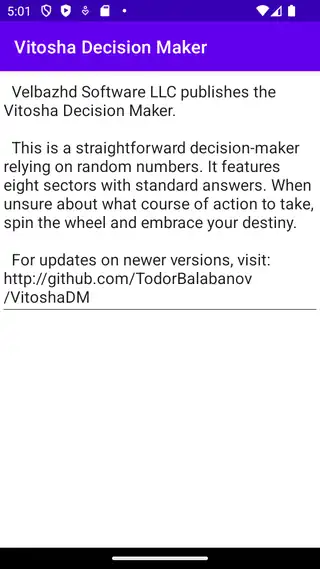 5:01
Vitosha Decision Maker
Velbazhd Software LLC publishes the
Vitosha Decision Maker.
This is a straightforward decision-maker
relying on random numbers. It features
eight sectors with standard answers. When
unsure about what course of action to take,
spin the wheel and embrace your destiny.
For updates on newer versions, visit:
http://github.com/TodorBalabanov
/VitoshaDM